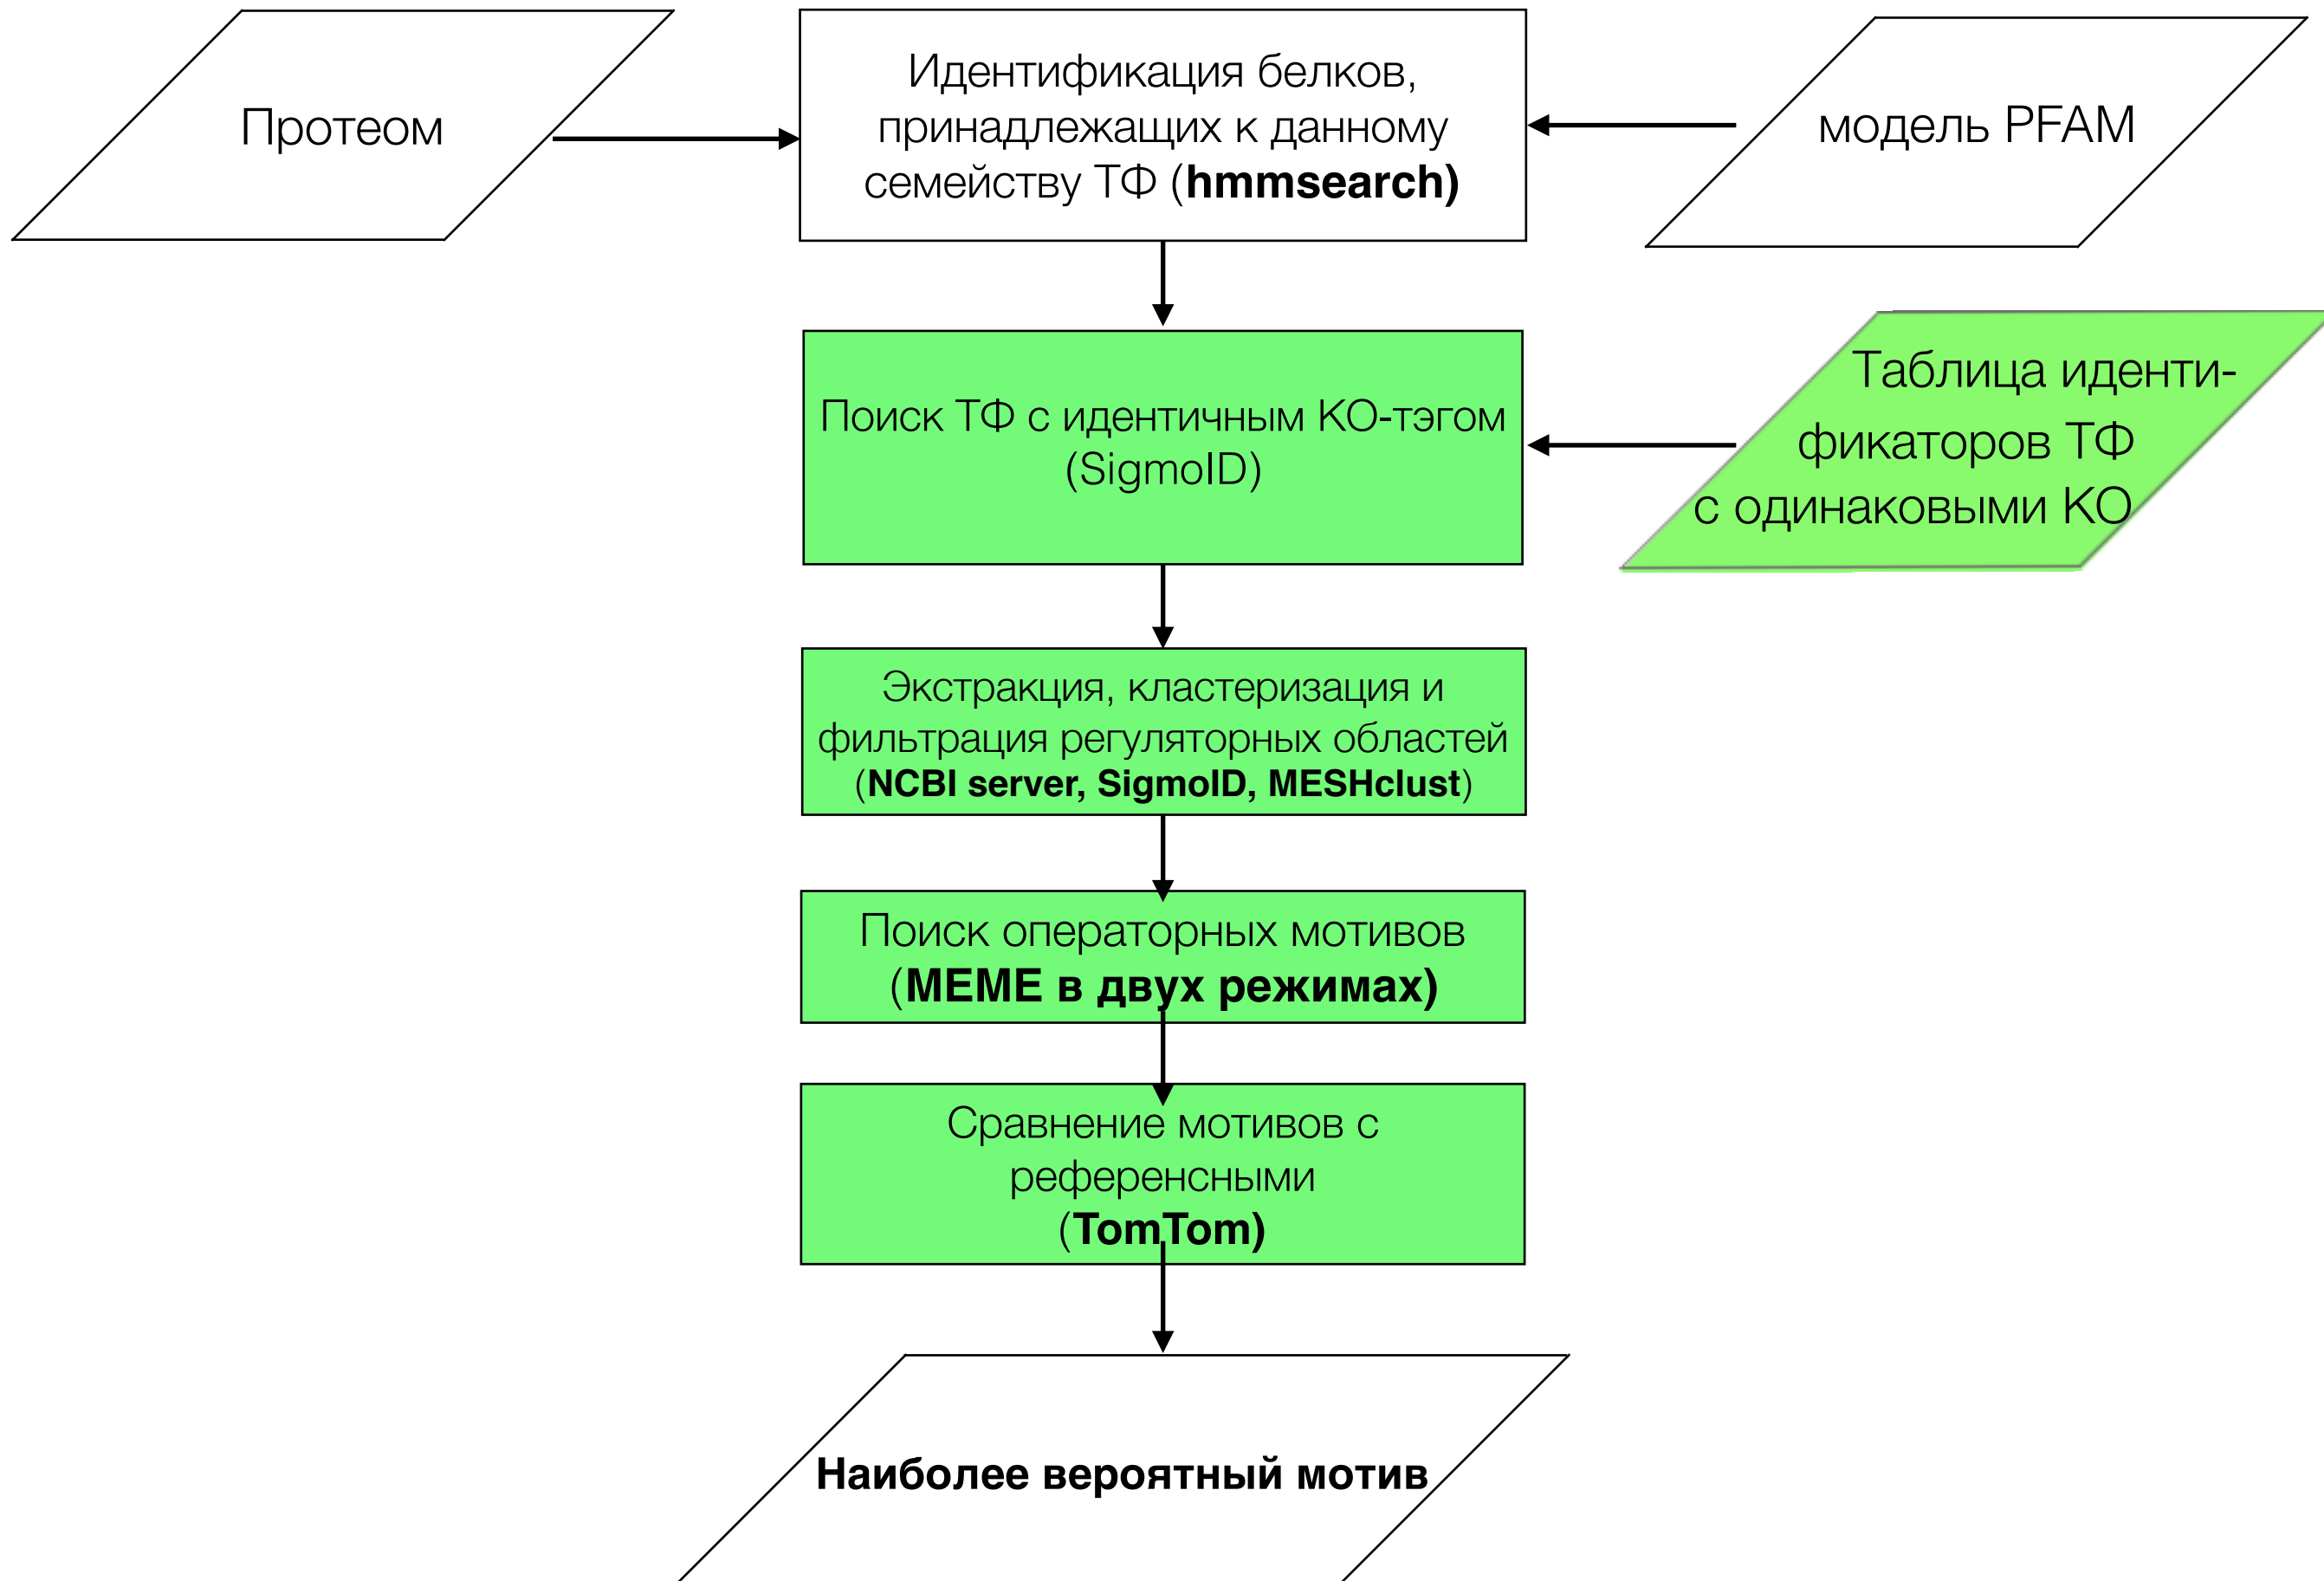 Протеом
Идентификация белков,
принадлежащих к данному
семейству ТФ (hmmsearch)
модель PFAM
Поиск ТФ с идентичным КО-тэгом
(SigmoID)
Таблица иденти-
фикаторов ТФ
с одинаковыми КО
Экстракция, кластеризация и
фильтрация регуляторных областей
(NCBI server, SigmoID, MESHclust)
Поиск операторных мотивов
(MEME в двух режимах)
Сравнение мотивов с
референсными
(TomTom)
Наиболее вероятный мотив